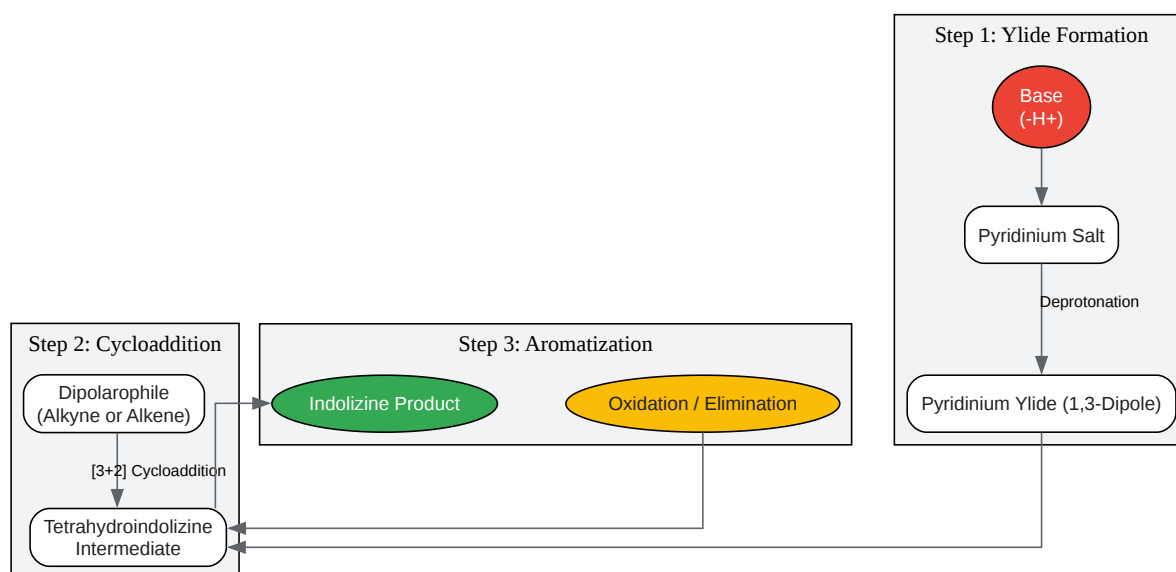 Step 1: Ylide Formation
Base
(-H+)
Pyridinium Salt
Deprotonation
Pyridinium Ylide (1,3-Dipole)
Step 2: Cycloaddition
Dipolarophile
(Alkyne or Alkene)
[3+2] Cycloaddition
Tetrahydroindolizine
Intermediate
Step 3: Aromatization
Indolizine Product
Oxidation / Elimination